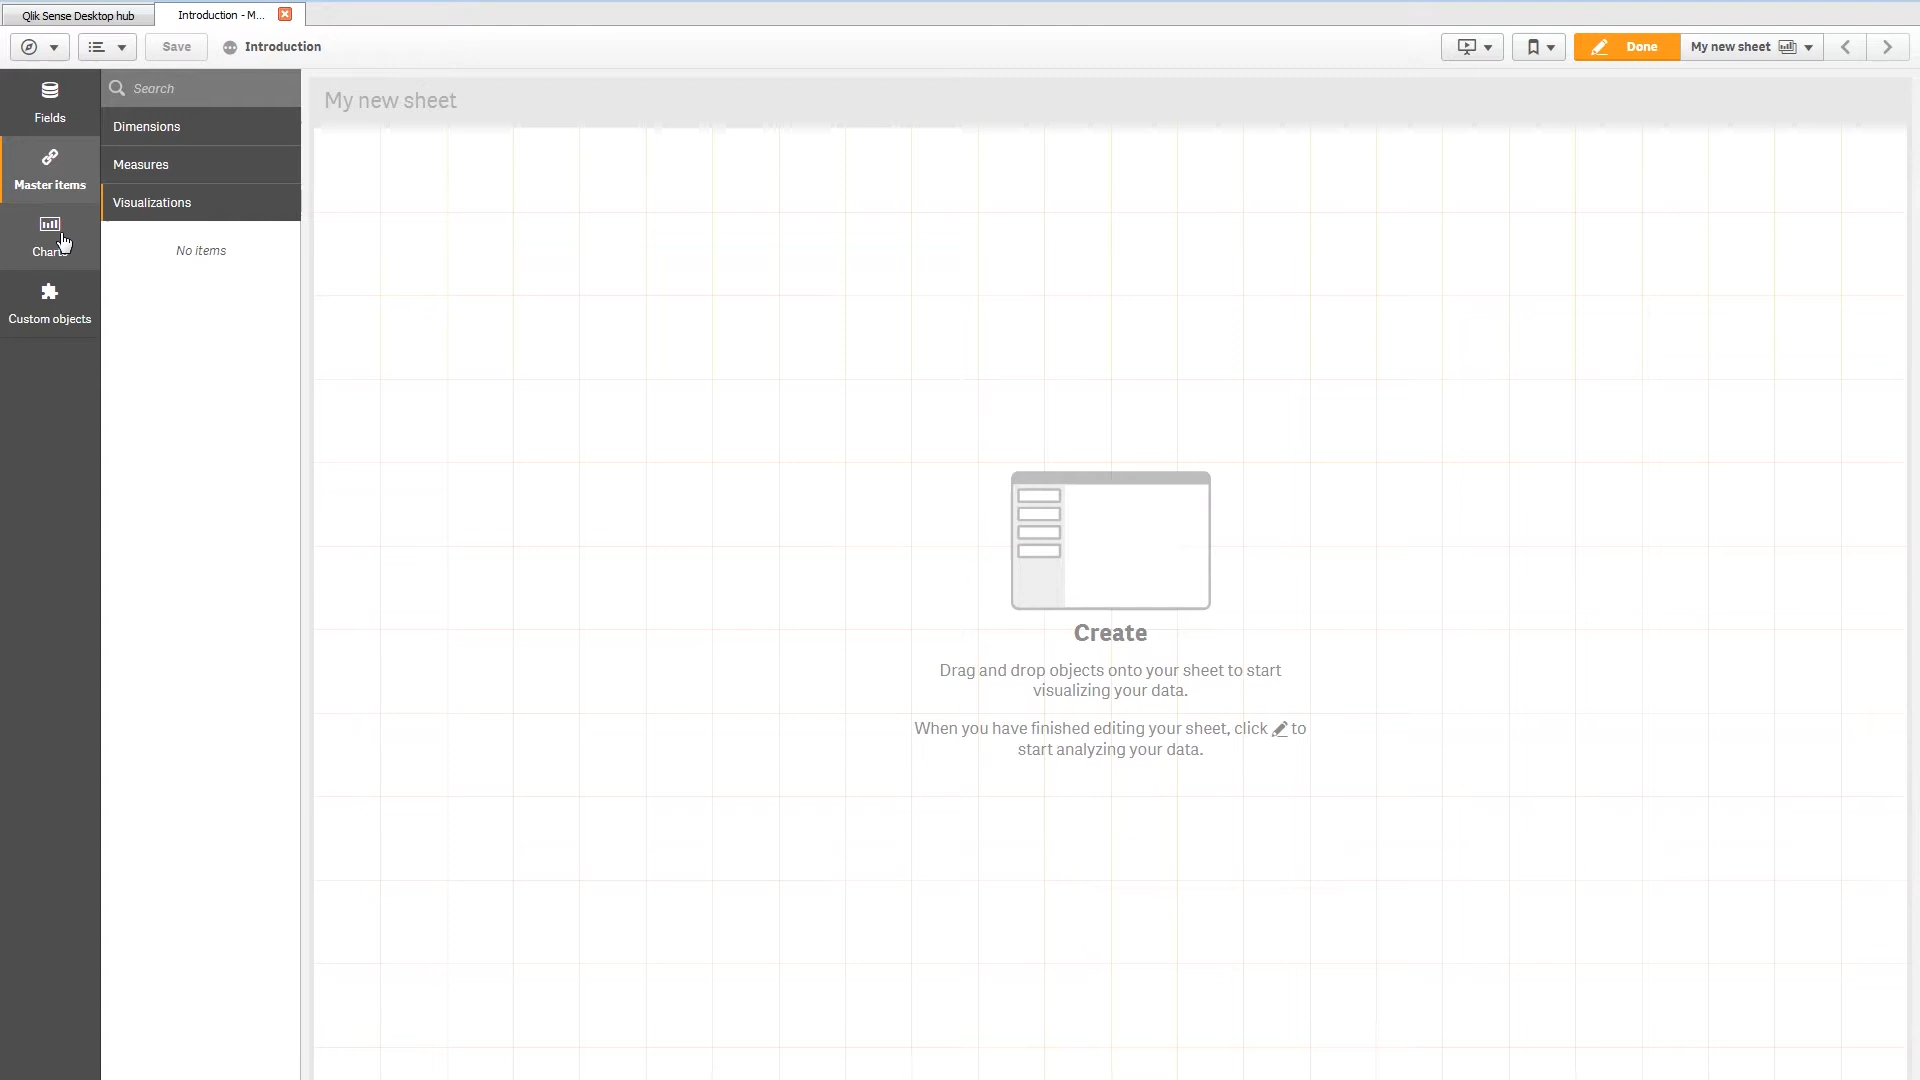 Qlik Sense Desktop hub
Introduction - M...
Save
Introduction
Done
My new sheet
Fields
Master items
Charts
Custom objects
Search
Dimensions
Measures
Visualizations
No items
My new sheet
Create
Drag and drop objects onto your sheet to start
visualizing your data.
When you have finished editing your sheet, click to
start analyzing your data.